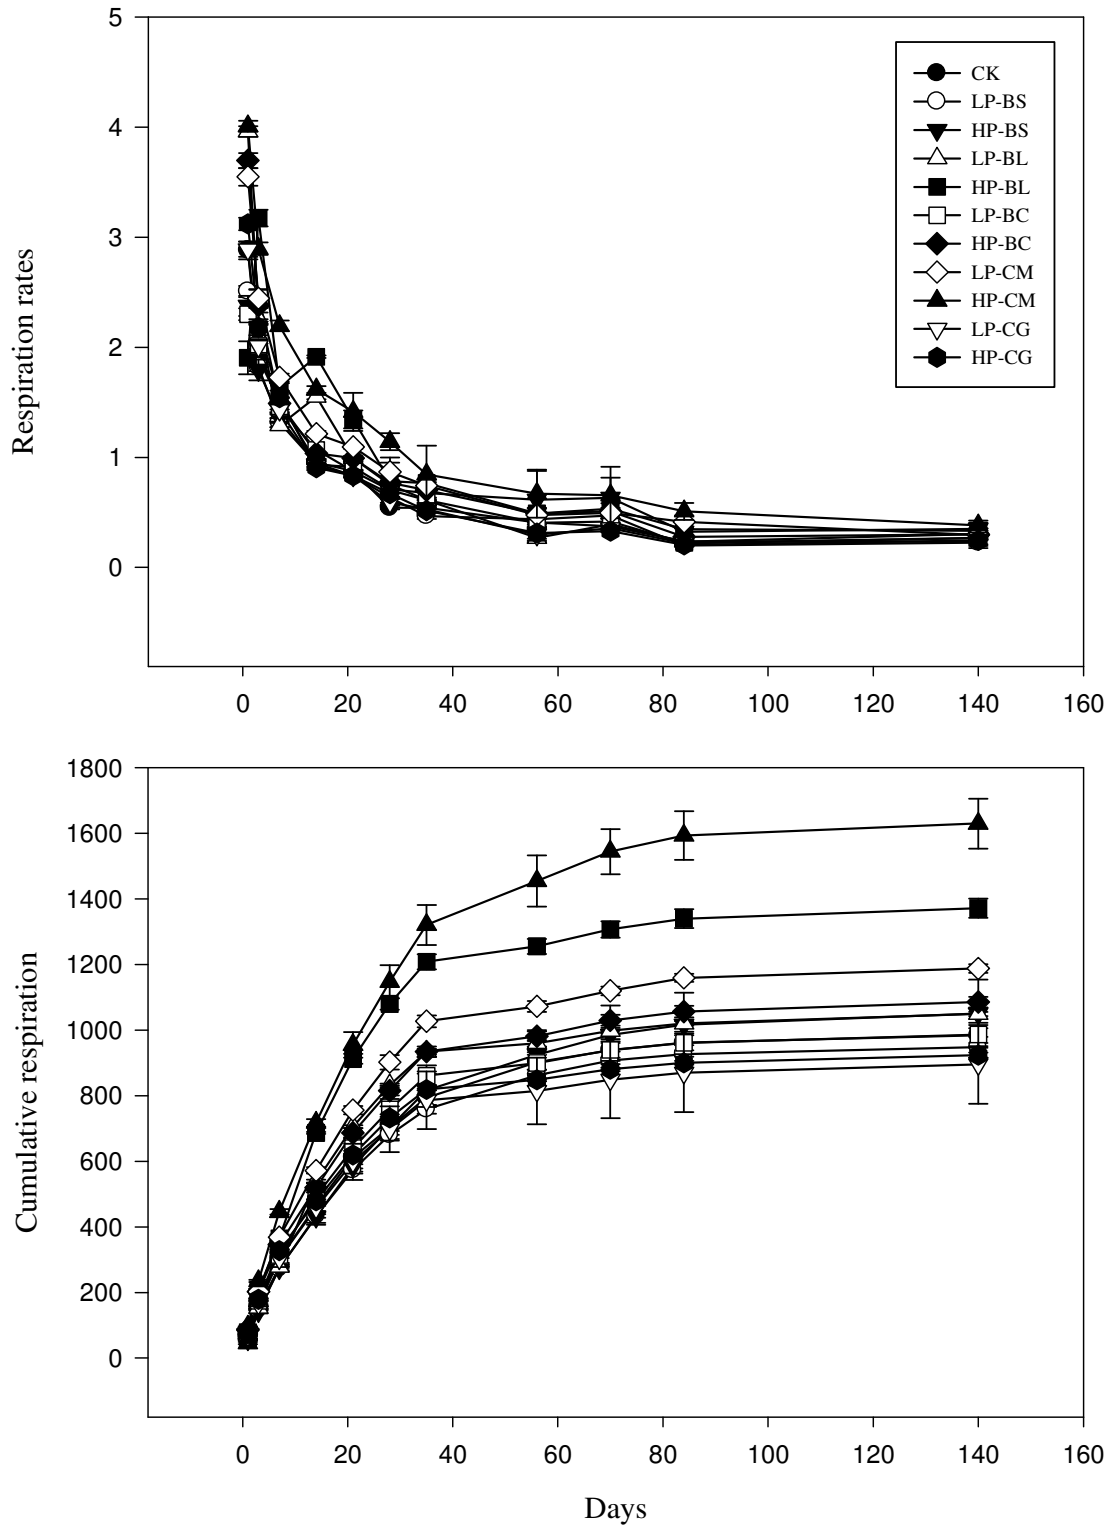 5
4
3
2
1
0
Respiration rates
CK
LP-BS
HP-BS
LP-BL
HP-BL
LP-BC
HP-BC
LP-CM
HP-CM
LP-CG
HP-CG
0 20 40 60 80 100 120 140 160
1800
1600
1400
1200
1000
800
600
400
200
0
Cumulative respiration
0 20 40 60 80 100 120 140 160
Days